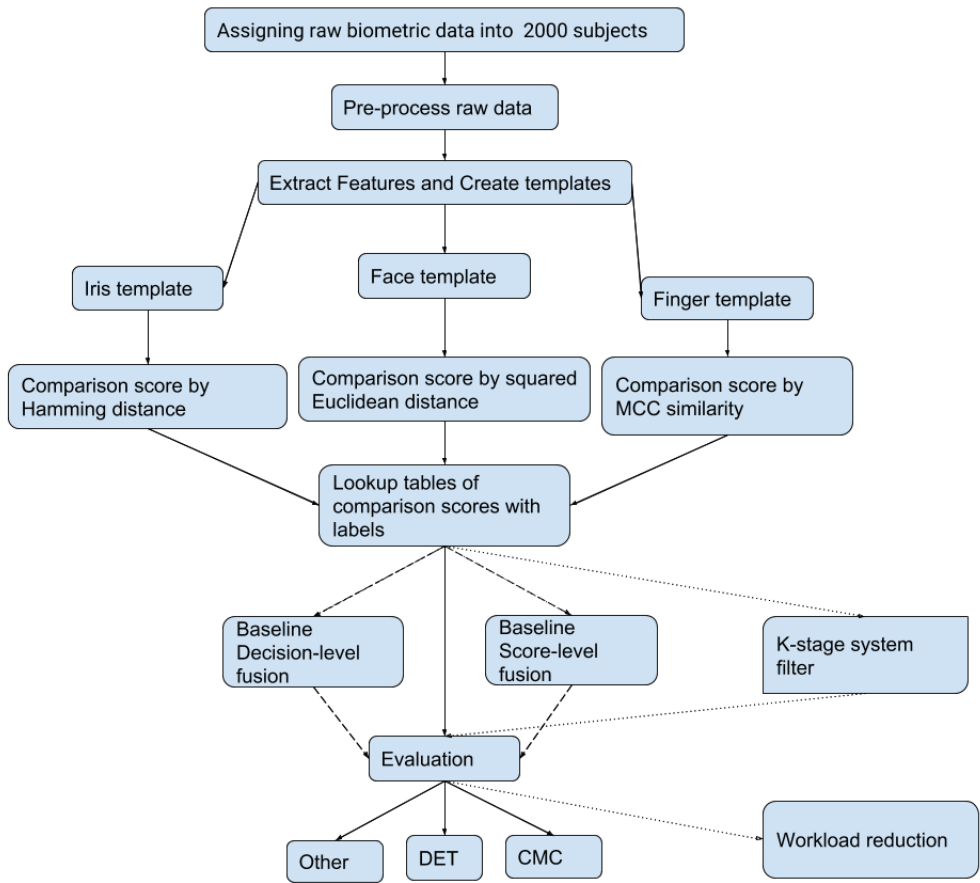 Assigning raw biometric data into 2000 subjects
Pre-process raw data
Extract Features and Create templates
Iris template
Face template
Finger template
Comparison score by
Hamming distance
Comparison score by squared
Euclidean distance
Comparison score by
MCC similarity
Lookup tables of
comparison scores with
labels
Baseline
Decision-level
fusion
Baseline
Score-level
fusion
K-stage system
filter
Evaluation
Other
DET
CMC
Workload reduction